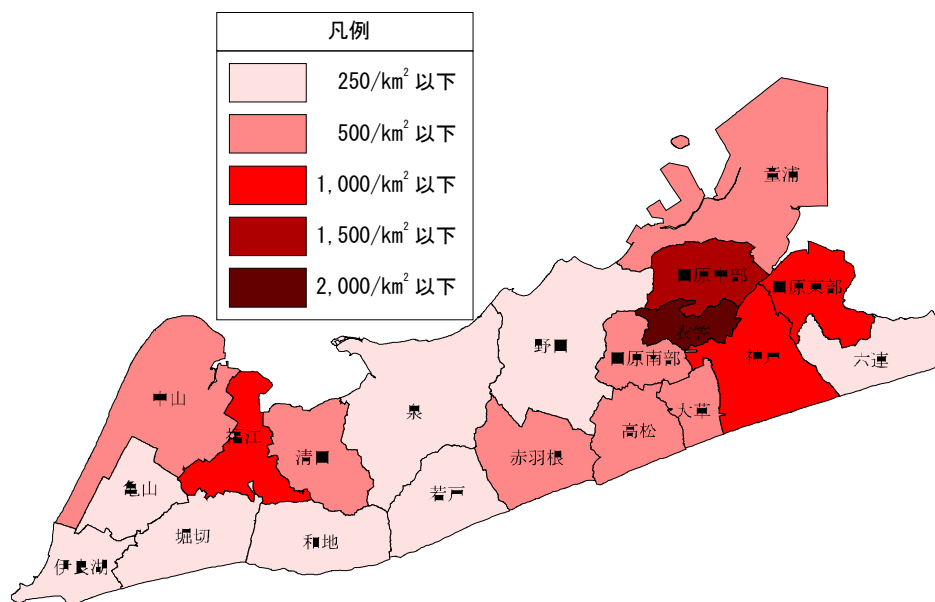 凡例
250/km² 以下
500/km² 以下
1,000/km² 以下
1,500/km² 以下
2,000/km² 以下
童浦
田原中部
田原東部
衣笠
野田
田原南部
神戸
六連
中山
泉
大草
福江
清田
赤羽根
高松
亀山
若戸
堀切
和地
伊良湖